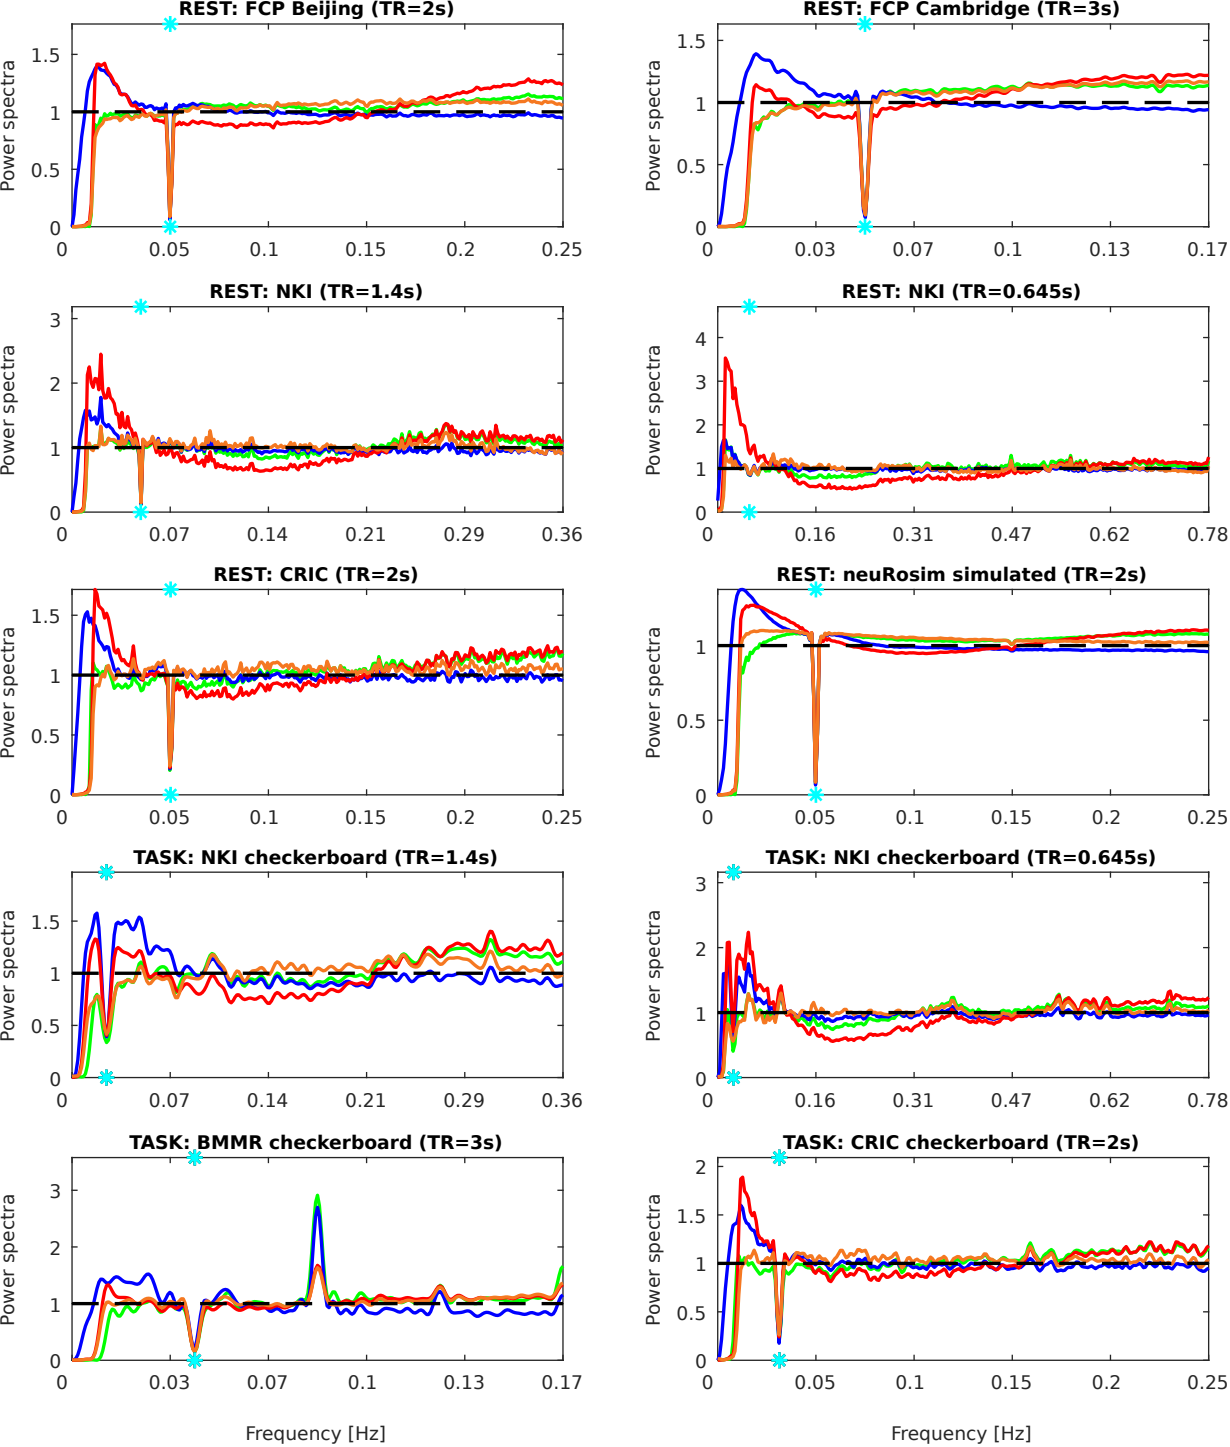 REST: FCP Beijing (TR=2s)
Power spectra
1.5
1
0.5
0
0 0.05 0.1 0.15 0.2 0.25
REST: FCP Cambridge (TR=3s)
Power spectra
1.5
1
0.5
0
0 0.03 0.07 0.1 0.13 0.17
REST: NKI (TR=1.4s)
Power spectra
3
2
1
0
0 0.07 0.14 0.21 0.29 0.36
REST: NKI (TR=0.645s)
Power spectra
4
3
2
1
0
0 0.16 0.31 0.47 0.62 0.78
REST: CRIC (TR=2s)
Power spectra
1.5
1
0.5
0
0 0.05 0.1 0.15 0.2 0.25
REST: neuRosim simulated (TR=2s)
Power spectra
1
0.5
0
0 0.05 0.1 0.15 0.2 0.25
TASK: NKI checkerboard (TR=1.4s)
Power spectra
1.5
1
0.5
0
0 0.07 0.14 0.21 0.29 0.36
TASK: NKI checkerboard (TR=0.645s)
Power spectra
3
2
1
0
0 0.16 0.31 0.47 0.62 0.78
TASK: BMMR checkerboard (TR=3s)
Power spectra
3
2
1
0
0 0.03 0.07 0.1 0.13 0.17
Frequency [Hz]
TASK: CRIC checkerboard (TR=2s)
Power spectra
2
1.5
1
0.5
0
0 0.05 0.1 0.15 0.2 0.25
Frequency [Hz]